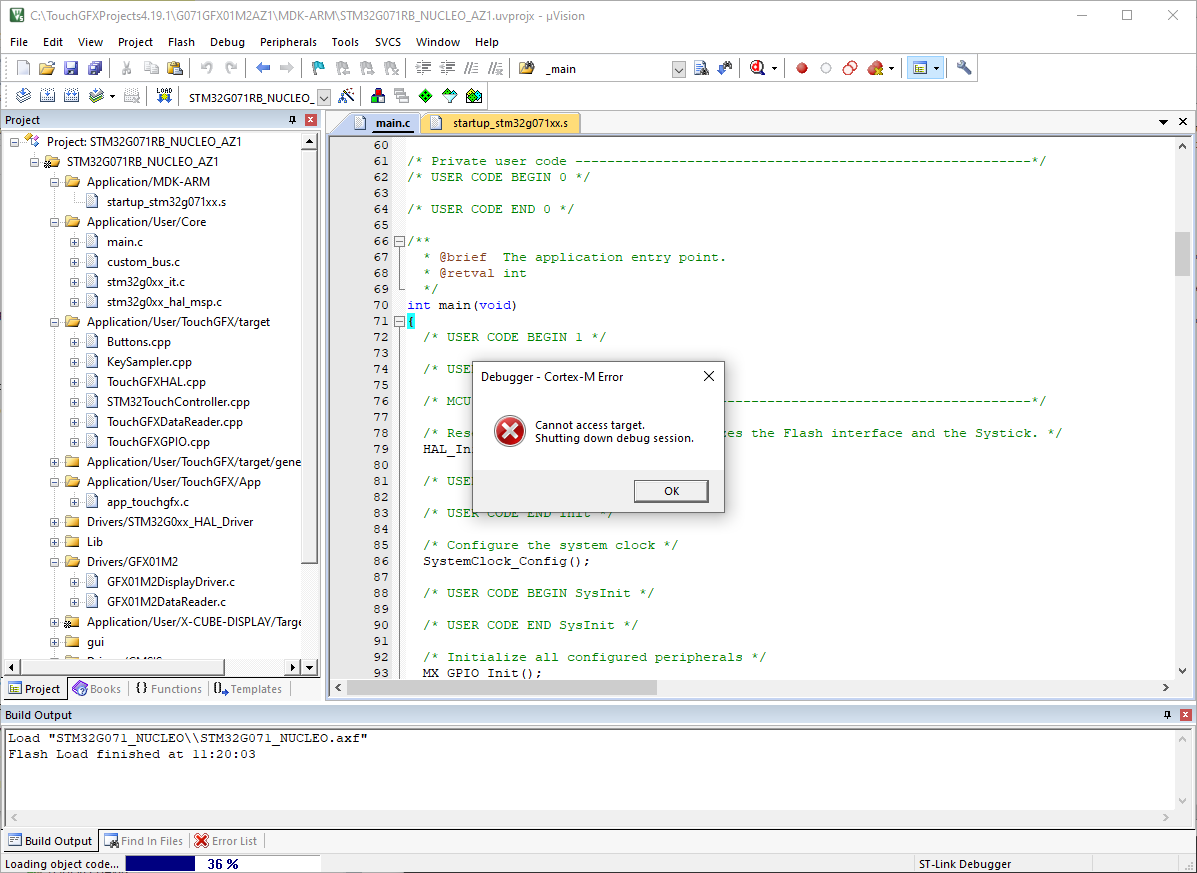 C:\TouchGFXProjects4.19.1\G071GFX01M2AZ1\MDK-ARM\STM32G071RB_NUCLEO_AZ1.uvprojx - µVision
File Edit View Project Flash Debug Peripherals Tools SVCS Window Help
_main
LOAD STM32G071RB_NUCLEO_
Project
Project: STM32G071RB_NUCLEO_AZ1
STM32G071RB_NUCLEO_AZ1
Application/MDK-ARM
startup_stm32g071xx.s
Application/User/Core
main.c
custom_bus.c
stm32g0xx_it.c
stm32g0xx_hal_msp.c
Application/User/TouchGFX/target
Buttons.cpp
KeySampler.cpp
TouchGFXHAL.cpp
STM32TouchController.cpp
TouchGFXDataReader.cpp
TouchGFXGPIO.cpp
Application/User/TouchGFX/target/gene
Application/User/TouchGFX/App
app_touchgfx.c
Drivers/STM32G0xx_HAL_Driver
Lib
Drivers/GFX01M2
GFX01M2DisplayDriver.c
GFX01M2DataReader.c
Application/User/X-CUBE-DISPLAY/Targe
gui
Project Books {} Functions Templates
main.c startup_stm32g071xx.s
60
61 /* Private user code ---------------------------------------------------------*/
62 /* USER CODE BEGIN 0 */
63
64 /* USER CODE END 0 */
65
66 /**
67 * @brief The application entry point.
68 * @retval int
69 */
70 int main(void)
71 {
72 /* USER CODE BEGIN 1 */
73
74 /* USE
75
76 /* MCU --------------------------------------*/
77
78 /* Res es the Flash interface and the Systick. */
79 HAL_In
80
81 /* USE
82
83 /* USER CODE END Init */
84
85 /* Configure the system clock */
86 SystemClock_Config();
87
88 /* USER CODE BEGIN SysInit */
89
90 /* USER CODE END SysInit */
91
92 /* Initialize all configured peripherals */
93 MX_GPIO_Init();
Debugger - Cortex-M Error
Cannot access target.
Shutting down debug session.
OK
Build Output
Load "STM32G071_NUCLEO\\STM32G071_NUCLEO.axf"
Flash Load finished at 11:20:03
Build Output Find In Files Error List
Loading object code... 36 % ST-Link Debugger